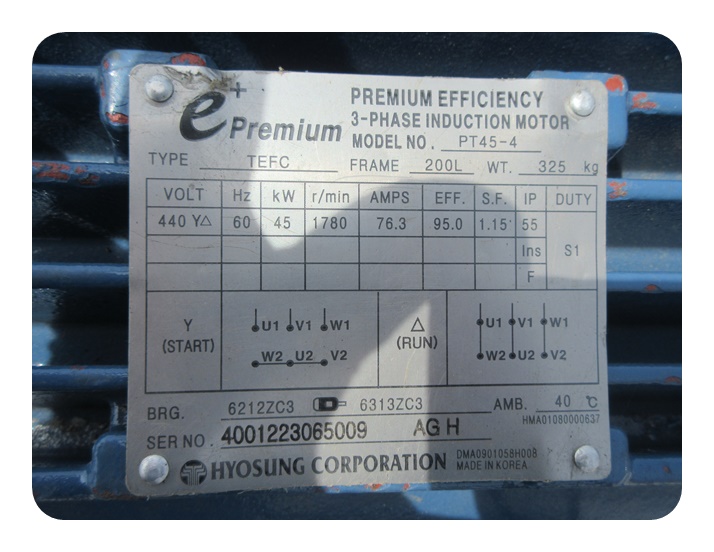 e+ Premium
PREMIUM EFFICIENCY
3-PHASE INDUCTION MOTOR
MODEL NO. PT45-4
TYPE TEFC FRAME 200L WT. 325 kg
VOLT Hz kW r/min AMPS EFF. S.F. IP DUTY
440 Y△ 60 45 1780 76.3 95.0 1.15 55
Ins S1
F
Y
(START)
U1 V1 W1
W2 U2 V2
△
(RUN)
U1 V1 W1
W2 U2 V2
BRG. 6212ZC3 6313ZC3 AMB. 40 ℃
HMA01080000637
SER NO. 4001223065009 AG H
HYOSUNG CORPORATION
DMA0901058H008
MADE IN KOREA